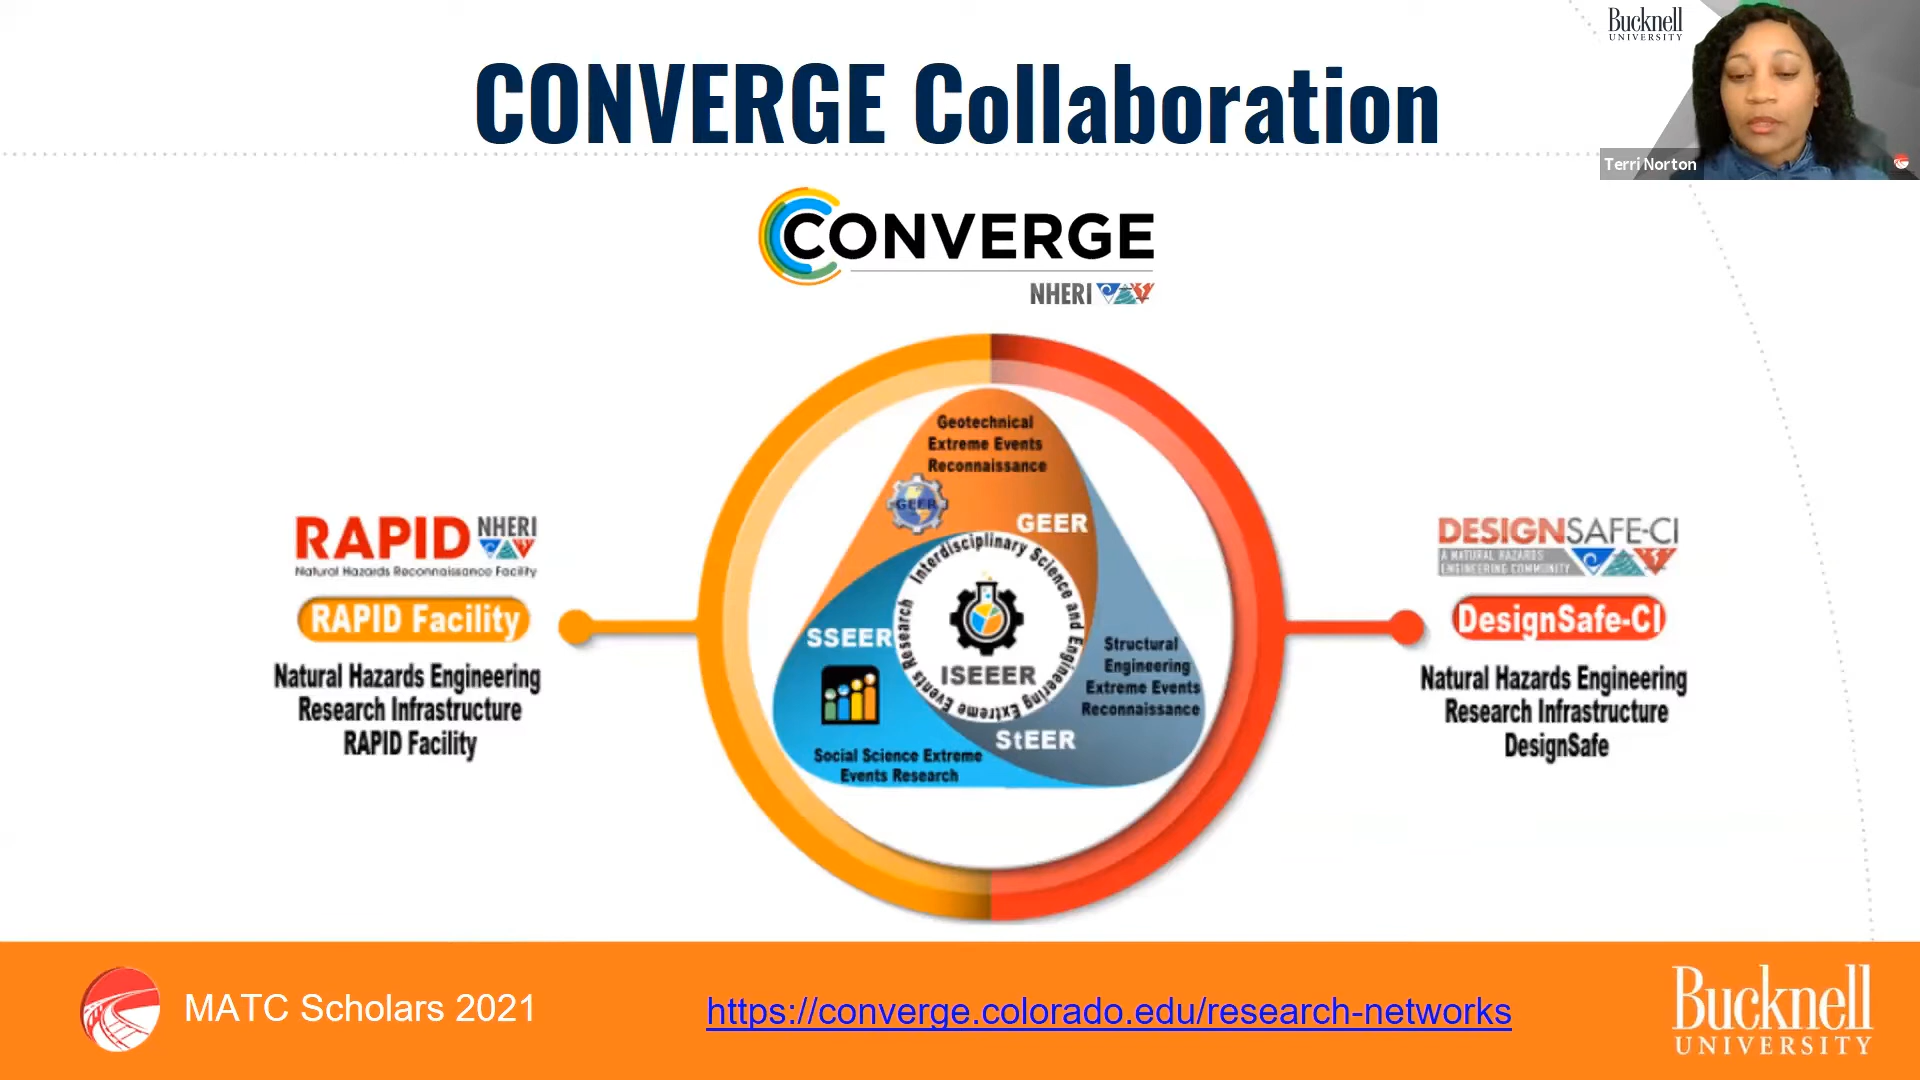 Bucknell
UNIVERSITY
CONVERGE Collaboration
Terri Norton
CONVERGE
NHERI
Geotechnical
Extreme Events
Reconnaissance
GEER
GEER
Interdisciplinary Science and Engineering Extreme Events Research
ISEEER
SSEER
Social Science Extreme
Events Research
Structural
Engineering
Extreme Events
Reconnaissance
StEER
RAPID NHERI
Natural Hazards Reconnaissance Facility
RAPID Facility
Natural Hazards Engineering
Research Infrastructure
RAPID Facility
DESIGNSAFE-CI
A NATURAL HAZARDS
ENGINEERING COMMUNITY
DesignSafe-CI
Natural Hazards Engineering
Research Infrastructure
DesignSafe
MATC Scholars 2021
https://converge.colorado.edu/research-networks
Bucknell
UNIVERSITY